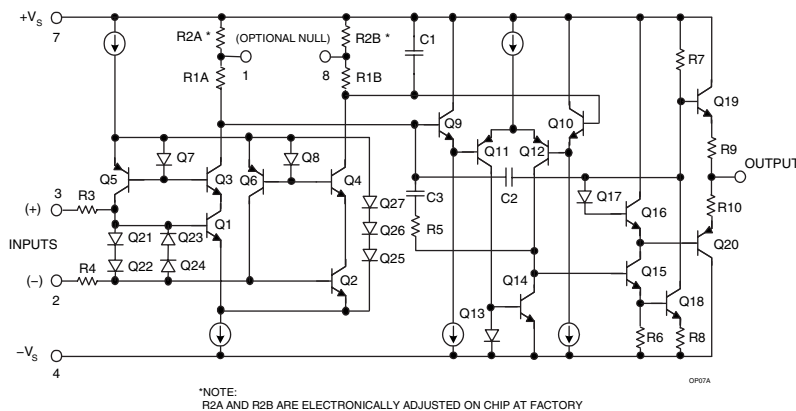 +VS
7
R2A *
(OPTIONAL NULL)
R2B *
C1
1
8
R1A
R1B
R7
Q19
Q9
Q10
Q7
Q8
Q11
Q12
R9
OUTPUT
Q5
Q3
Q6
Q4
3
(+)
R3
C3
C2
Q17
Q16
R10
Q27
Q21
Q23
Q1
R5
Q26
Q20
INPUTS
Q22
Q24
Q25
Q15
(–)
R4
Q2
Q14
Q18
2
Q13
R6
R8
–VS
4
OP07A
*NOTE:
R2A AND R2B ARE ELECTRONICALLY ADJUSTED ON CHIP AT FACTORY